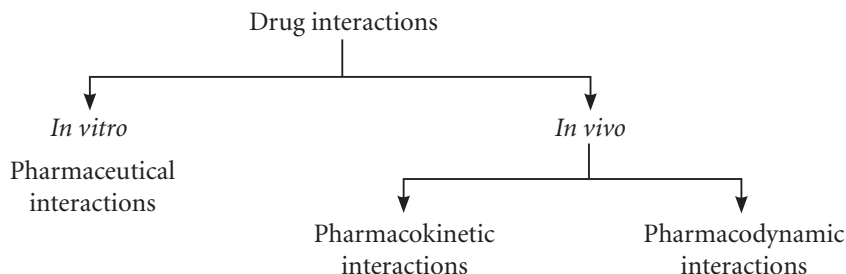 Drug interactions
In vitro
In vivo
Pharmaceutical
interactions
Pharmacokinetic
interactions
Pharmacodynamic
interactions